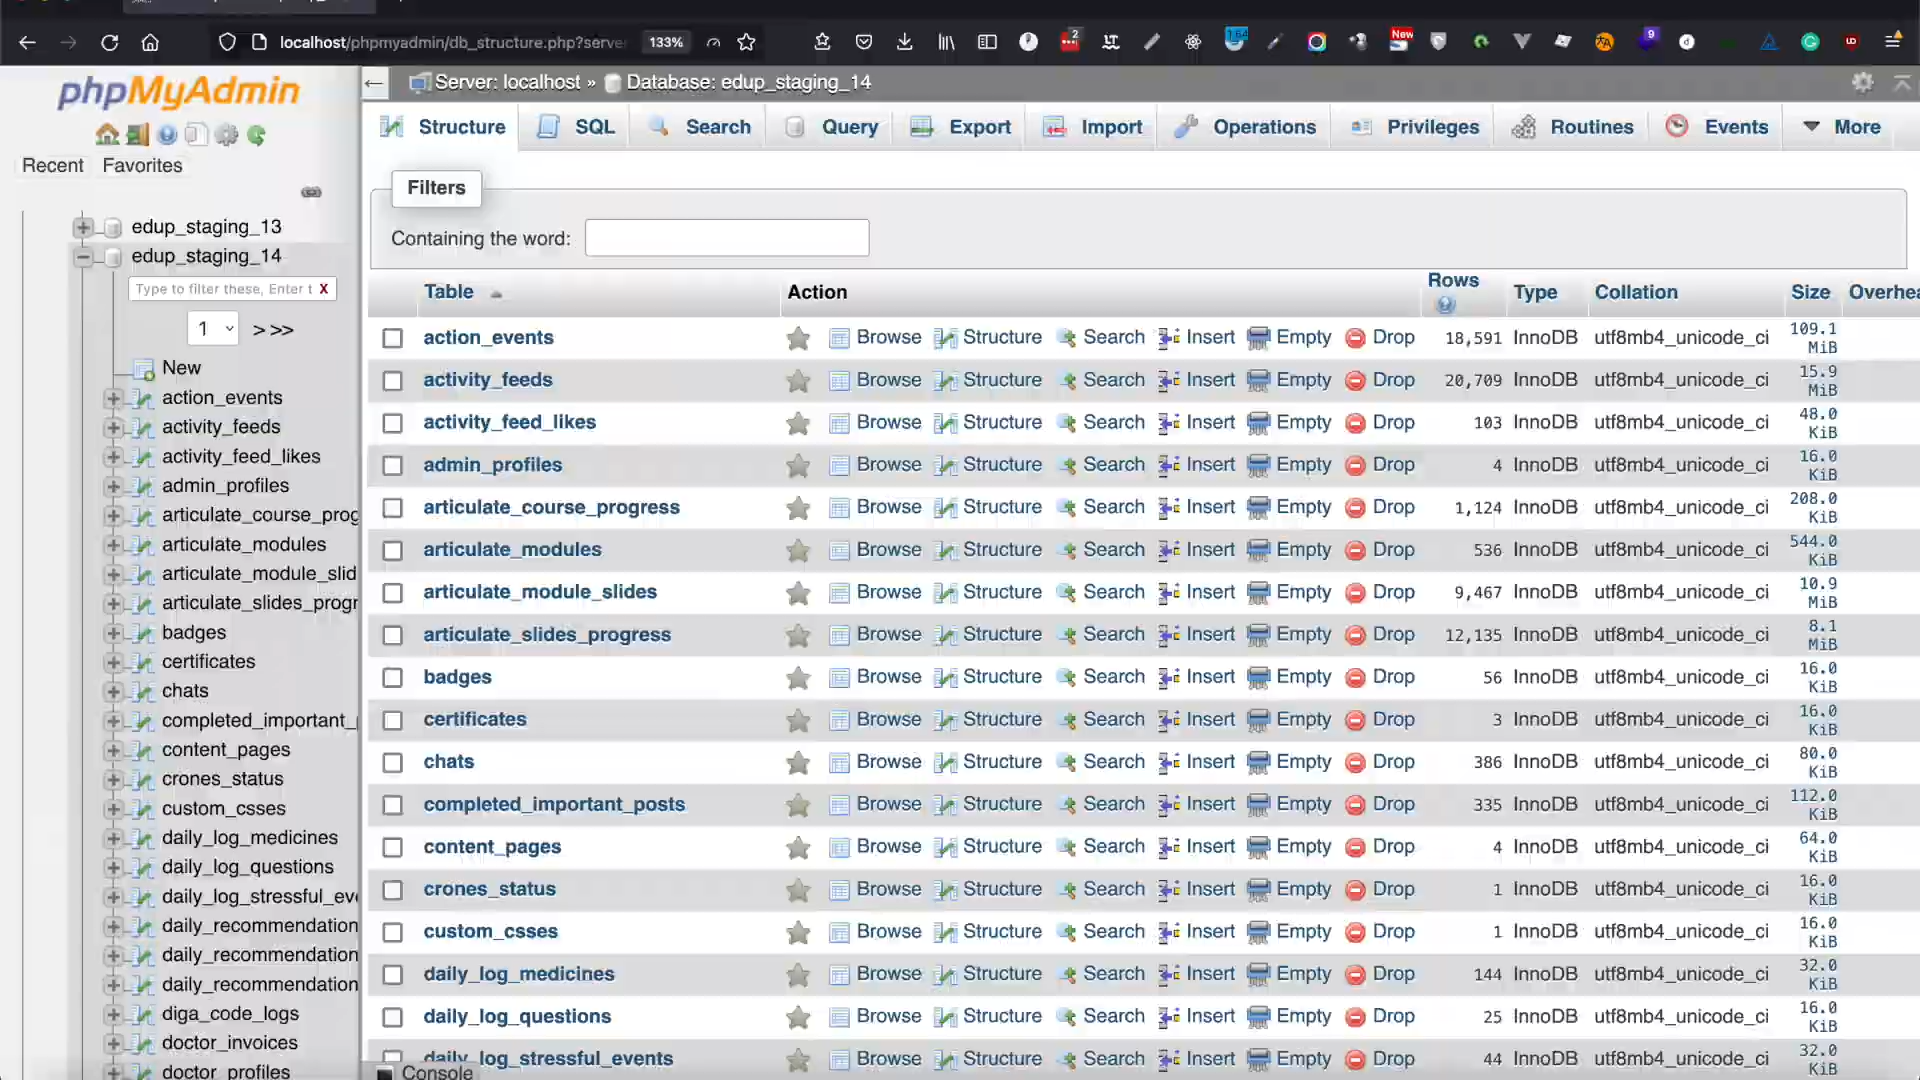 localhost/phpmyadmin/db_structure.php?serve
133%
2
New
1.64
9
phpMyAdmin
Recent Favorites
edup_staging_13
edup_staging_14
Type to filter these, Enter t X
1 > >>
New
action_events
activity_feeds
activity_feed_likes
admin_profiles
articulate_course_prog
articulate_modules
articulate_module_slid
articulate_slides_progr
badges
certificates
chats
completed_important_
content_pages
crones_status
custom_csses
daily_log_medicines
daily_log_questions
daily_log_stressful_ev
daily_recommendation
daily_recommendation
daily_recommendation
diga_code_logs
doctor_invoices
doctor_profiles
Server: localhost » Database: edup_staging_14
Structure SQL Search Query Export Import Operations Privileges Routines Events More
Filters
Containing the word:
Table Action Rows Type Collation Size Overhea
action_events Browse Structure Search Insert Empty Drop 18,591 InnoDB utf8mb4_unicode_ci 109.1 MiB
activity_feeds Browse Structure Search Insert Empty Drop 20,709 InnoDB utf8mb4_unicode_ci 15.9 MiB
activity_feed_likes Browse Structure Search Insert Empty Drop 103 InnoDB utf8mb4_unicode_ci 48.0 KiB
admin_profiles Browse Structure Search Insert Empty Drop 4 InnoDB utf8mb4_unicode_ci 16.0 KiB
articulate_course_progress Browse Structure Search Insert Empty Drop 1,124 InnoDB utf8mb4_unicode_ci 208.0 KiB
articulate_modules Browse Structure Search Insert Empty Drop 536 InnoDB utf8mb4_unicode_ci 544.0 KiB
articulate_module_slides Browse Structure Search Insert Empty Drop 9,467 InnoDB utf8mb4_unicode_ci 10.9 MiB
articulate_slides_progress Browse Structure Search Insert Empty Drop 12,135 InnoDB utf8mb4_unicode_ci 8.1 MiB
badges Browse Structure Search Insert Empty Drop 56 InnoDB utf8mb4_unicode_ci 16.0 KiB
certificates Browse Structure Search Insert Empty Drop 3 InnoDB utf8mb4_unicode_ci 16.0 KiB
chats Browse Structure Search Insert Empty Drop 386 InnoDB utf8mb4_unicode_ci 80.0 KiB
completed_important_posts Browse Structure Search Insert Empty Drop 335 InnoDB utf8mb4_unicode_ci 112.0 KiB
content_pages Browse Structure Search Insert Empty Drop 4 InnoDB utf8mb4_unicode_ci 64.0 KiB
crones_status Browse Structure Search Insert Empty Drop 1 InnoDB utf8mb4_unicode_ci 16.0 KiB
custom_csses Browse Structure Search Insert Empty Drop 1 InnoDB utf8mb4_unicode_ci 16.0 KiB
daily_log_medicines Browse Structure Search Insert Empty Drop 144 InnoDB utf8mb4_unicode_ci 32.0 KiB
daily_log_questions Browse Structure Search Insert Empty Drop 25 InnoDB utf8mb4_unicode_ci 16.0 KiB
daily_log_stressful_events Browse Structure Search Insert Empty Drop 44 InnoDB utf8mb4_unicode_ci 32.0 KiB
Console